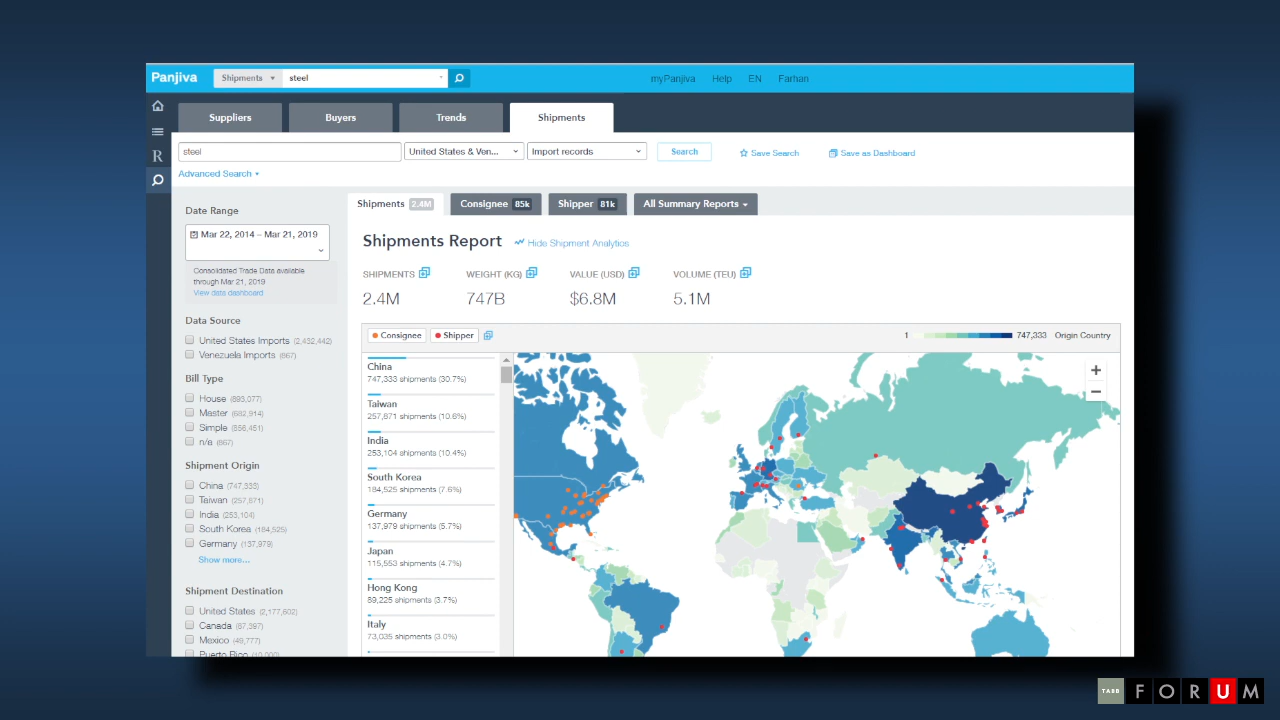 Panjiva Shipments steel myPanjiva Help EN Farhan
Suppliers Buyers Trends Shipments
steel United States & Ven... Import records Search Save Search Save as Dashboard
Advanced Search
Shipments 2.4M Consignee 85k Shipper 81k All Summary Reports
Date Range
Mar 22, 2014 – Mar 21, 2019
Consolidated Trade Data available
through Mar 21, 2019
View data dashboard
Data Source
United States Imports (2,432,442)
Venezuela Imports (867)
Bill Type
House (893,077)
Master (682,914)
Simple (856,451)
n/a (867)
Shipment Origin
China (747,333)
Taiwan (257,871)
India (253,104)
South Korea (184,525)
Germany (137,979)
Show more...
Shipment Destination
United States (2,177,602)
Canada (87,397)
Mexico (49,777)
Puerto Rico
Shipments Report Hide Shipment Analytics
SHIPMENTS WEIGHT (KG) VALUE (USD) VOLUME (TEU)
2.4M 747B $6.8M 5.1M
Consignee Shipper 1 747,333 Origin Country
China
747,333 shipments (30.7%)
Taiwan
257,871 shipments (10.6%)
India
253,104 shipments (10.4%)
South Korea
184,525 shipments (7.6%)
Germany
137,979 shipments (5.7%)
Japan
115,553 shipments (4.7%)
Hong Kong
89,225 shipments (3.7%)
Italy
73,035 shipments (3.0%)
+
−
R
TABB FORUM